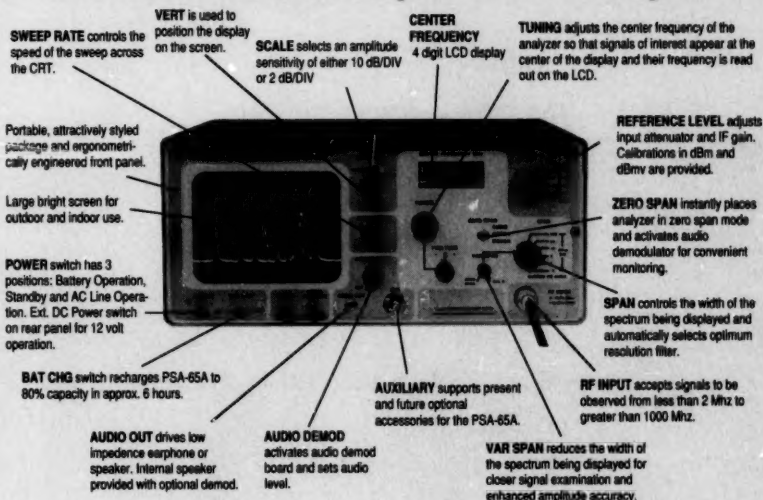 SWEEP RATE controls the
speed of the sweep across
the CRT.
VERT is used to
position the display
on the screen.
SCALE selects an amplitude
sensitivity of either 10 dB/DIV
or 2 dB/DIV
CENTER
FREQUENCY
4 digit LCD display
TUNING adjusts the center frequency of the
analyzer so that signals of interest appear at the
center of the display and their frequency is read
out on the LCD.
Portable, attractively styled
package and ergonometri-
cally engineered front panel.
Large bright screen for
outdoor and indoor use.
POWER switch has 3
positions: Battery Operation,
Standby and AC Line Opera-
tion. Ext. DC Power switch
on rear panel for 12 volt
operation.
BAT CHG switch recharges PSA-65A to
80% capacity in approx. 6 hours.
AUDIO OUT drives low
impedence earphone or
speaker. Internal speaker
provided with optional demod.
AUDIO DEMOD
activates audio demod
board and sets audio
level.
AUXILIARY supports present
and future optional
accessories for the PSA-65A.
REFERENCE LEVEL adjusts
input attenuator and IF gain.
Calibrations in dBm and
dBmv are provided.
ZERO SPAN instantly places
analyzer in zero span mode
and activates audio
demodulator for convenient
monitoring.
SPAN controls the width of the
spectrum being displayed and
automatically selects optimum
resolution filter.
RF INPUT accepts signals to be
observed from less than 2 Mhz to
greater than 1000 Mhz.
VAR SPAN reduces the width of
the spectrum being displayed for
closer signal examination and
enhanced amplitude accuracy.